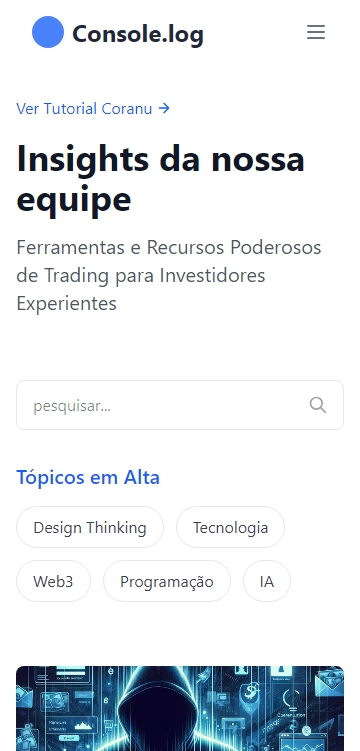 Console.log
Ver Tutorial Coranu →
Insights da nossa
equipe
Ferramentas e Recursos Poderosos
de Trading para Investidores
Experientes
pesquisar...
Tópicos em Alta
Design Thinking
Tecnologia
Web3
Programação
IA